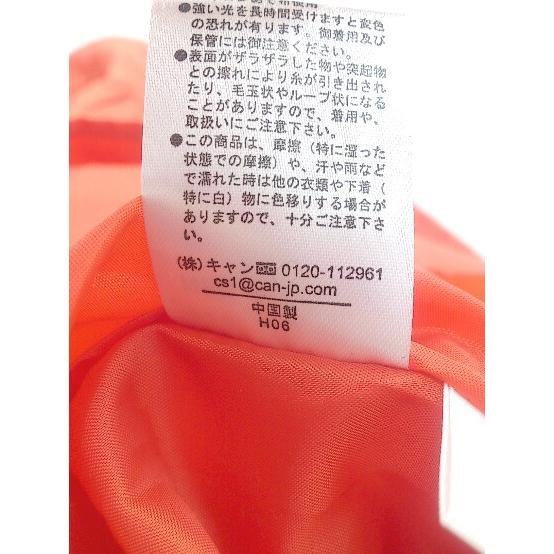 ●強い光を長時間受けますと変色
の恐れが有ります。御着用及び
保管には御注意ください。
●表面がザラザラした物や突起物
との擦れにより糸が引き出され
たり、毛玉状やループ状になる
ことがありますので、着用や、
取扱いにご注意下さい。
●この商品は、摩擦（特に湿った
状態での摩擦）や、汗や雨など
で濡れた時は他の衣類や下着（
特に白）物に色移りする場合が
ありますので、十分ご注意下さ
い。
(株)キャン 0120-112961
cs1@can-jp.com
中国製
H06